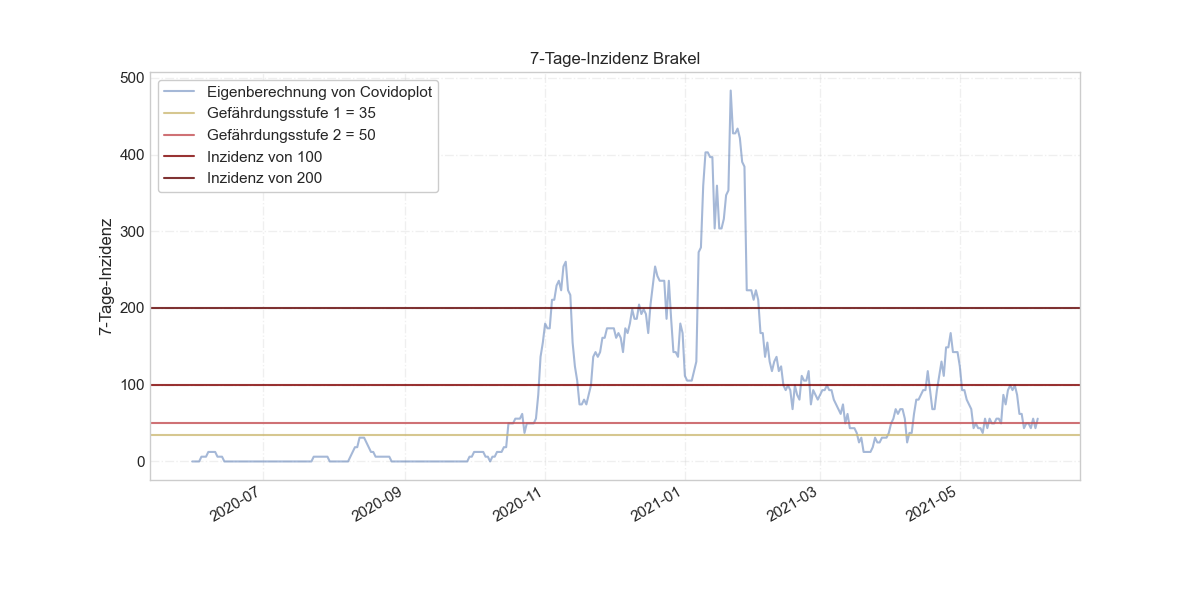 7-Tage-Inzidenz Brakel
Eigenberechnung von Covidoplot
Gefährdungsstufe 1 = 35
Gefährdungsstufe 2 = 50
Inzidenz von 100
Inzidenz von 200
7-Tage-Inzidenz
500
400
300
200
100
0
2020-07
2020-09
2020-11
2021-01
2021-03
2021-05